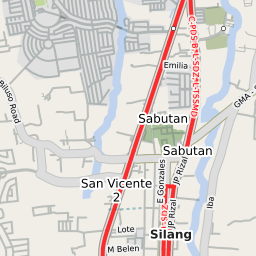 Emilia
Sabutan
Sabutan
San Vicente
2
Silang
Lote
M Belen
E Gonzales
JP Rizal
JP Rizal
Iba
GMA - S